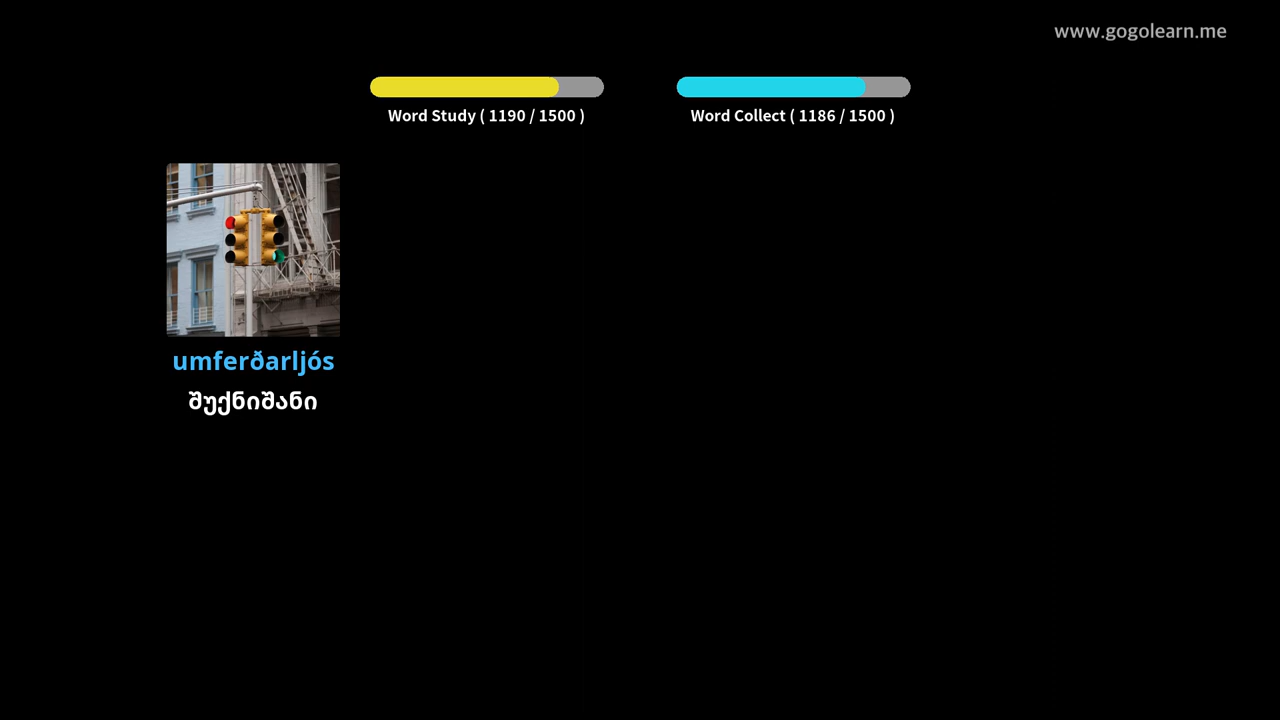 www.gogolearn.me
Word Study ( 1190 / 1500 )
Word Collect ( 1186 / 1500 )
umferðarljós
შუქნიშანი